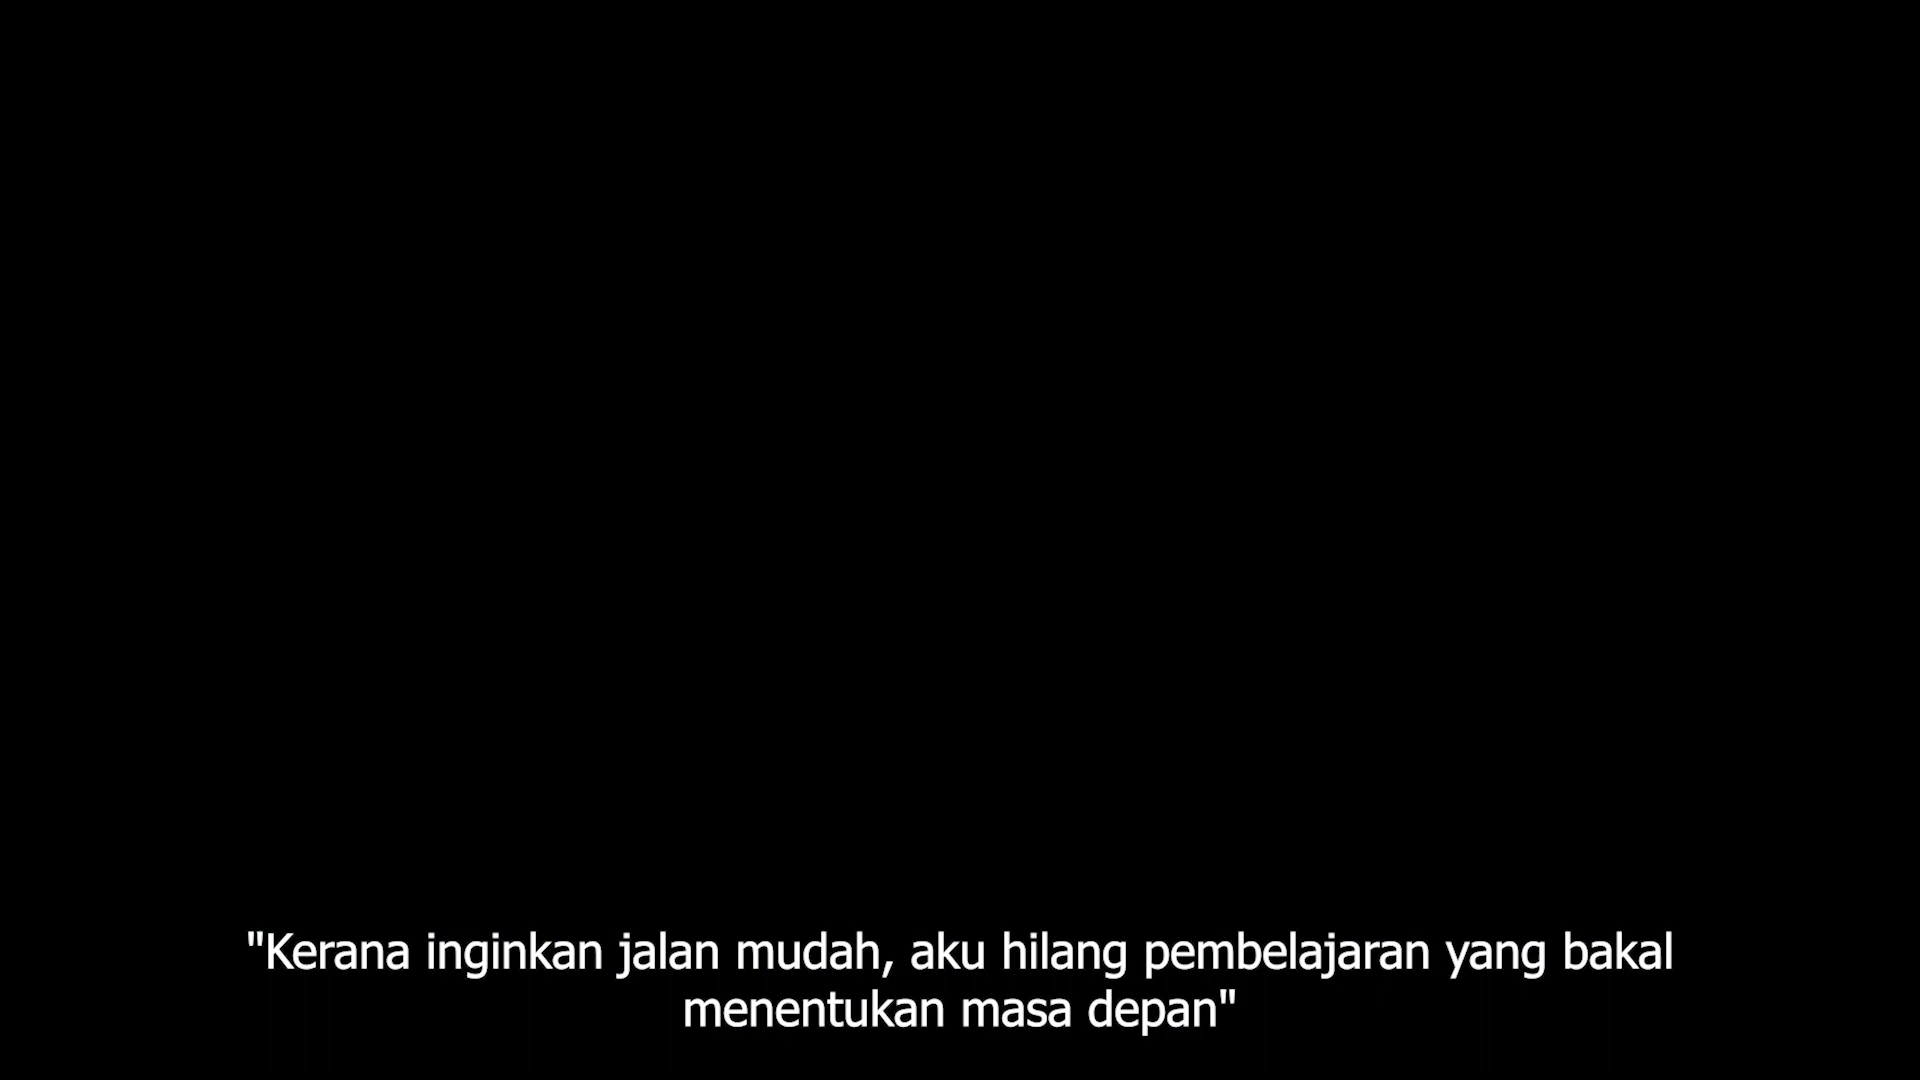 "Kerana inginkan jalan mudah, aku hilang pembelajaran yang bakal
menentukan masa depan"